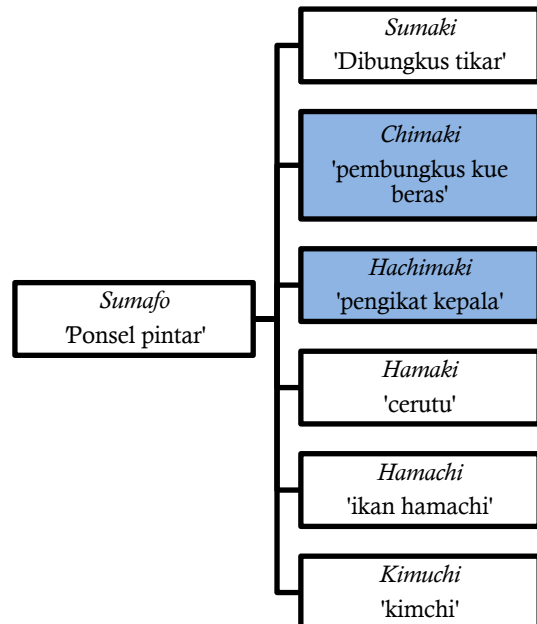 Sumaki
'Dibungkus tikar'
Chimaki
'pembungkus kue
beras'
Hachimaki
'pengikat kepala'
Sumafo
'Ponsel pintar'
Hamaki
'cerutu'
Hamachi
'ikan hamachi'
Kimuchi
'kimchi'